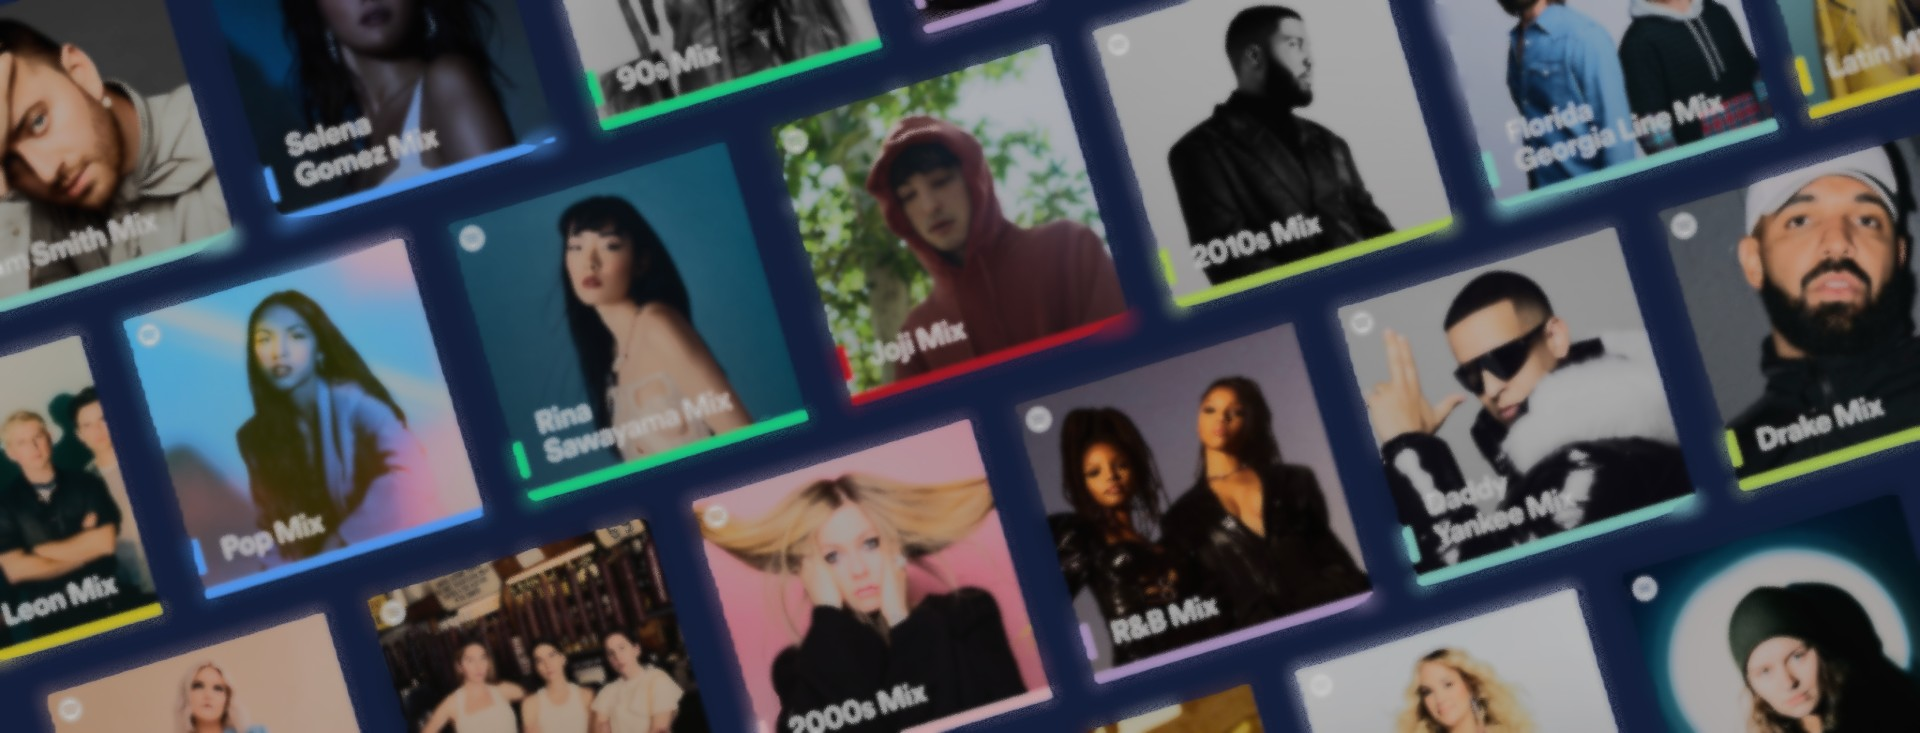 90s Mix
Latin
Selena
Gomez Mix
Florida
Georgia Line Mix
Smith Mix
2010s Mix
Joji Mix
Rina
Sawayama Mix
Drake Mix
Pop Mix
Daddy
Yankee Mix
Leon Mix
R&B Mix
2000s Mix